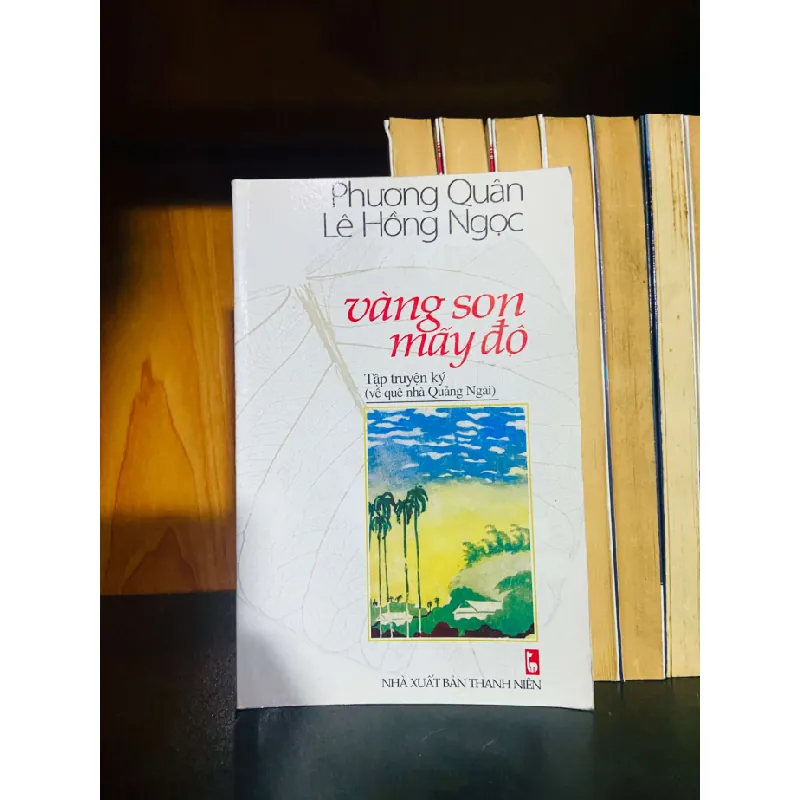 Phương Quân
Lê Hồng Ngọc
vàng son
mấy độ
Tập truyện ký
(về quê nhà Quảng Ngãi)
NHÀ XUẤT BẢN THANH NIÊN